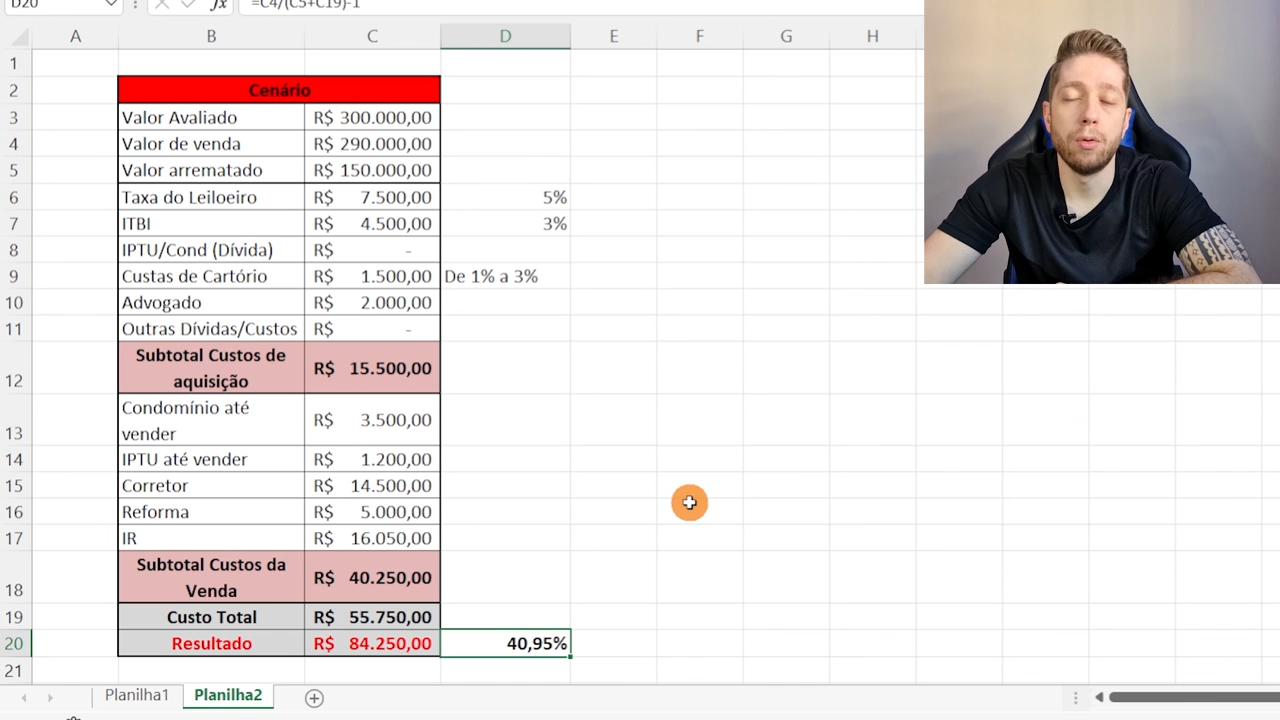 D20 fx =C4/(C5+C19)-1
A B C D E F G H
1
2 Cenário
3 Valor Avaliado R$ 300.000,00
4 Valor de venda R$ 290.000,00
5 Valor arrematado R$ 150.000,00
6 Taxa do Leiloeiro R$ 7.500,00 5%
7 ITBI R$ 4.500,00 3%
8 IPTU/Cond (Dívida) R$ -
9 Custas de Cartório R$ 1.500,00 De 1% a 3%
10 Advogado R$ 2.000,00
11 Outras Dívidas/Custos R$ -
Subtotal Custos de
12 aquisição R$ 15.500,00
Condomínio até
13 vender R$ 3.500,00
14 IPTU até vender R$ 1.200,00
15 Corretor R$ 14.500,00
16 Reforma R$ 5.000,00
17 IR R$ 16.050,00
Subtotal Custos da
18 Venda R$ 40.250,00
19 Custo Total R$ 55.750,00
20 Resultado R$ 84.250,00 40,95%
21
Planilha1 Planilha2